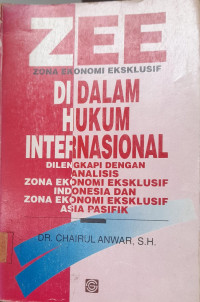 ZEE
ZONA EKONOMI EKSKLUSIF
DI DALAM
HUKUM
INTERNASIONAL
DILENGKAPI DENGAN
ANALISIS
ZONA EKONOMI EKSKLUSIF
INDONESIA DAN
ZONA EKONOMI EKSKLUSIF
ASIA PASIFIK
DR. CHAIRUL ANWAR, S.H.